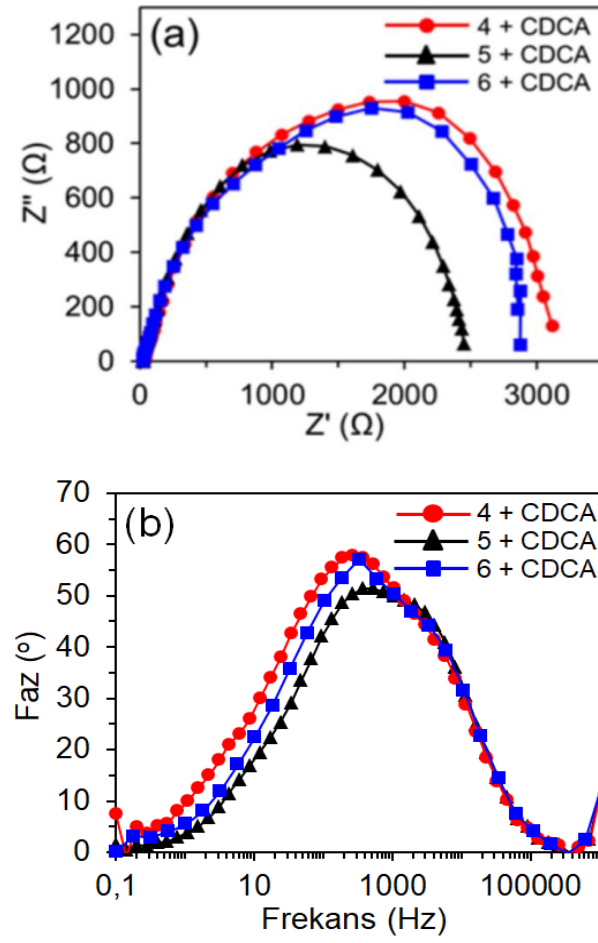 (a)
4 + CDCA
5 + CDCA
6 + CDCA
1200
1000
800
600
400
200
0
Z'' (Ω)
0 1000 2000 3000
Z' (Ω)
(b)
4 + CDCA
5 + CDCA
6 + CDCA
70
60
50
40
30
20
10
0
Faz (º)
0,1 10 1000 100000
Frekans (Hz)